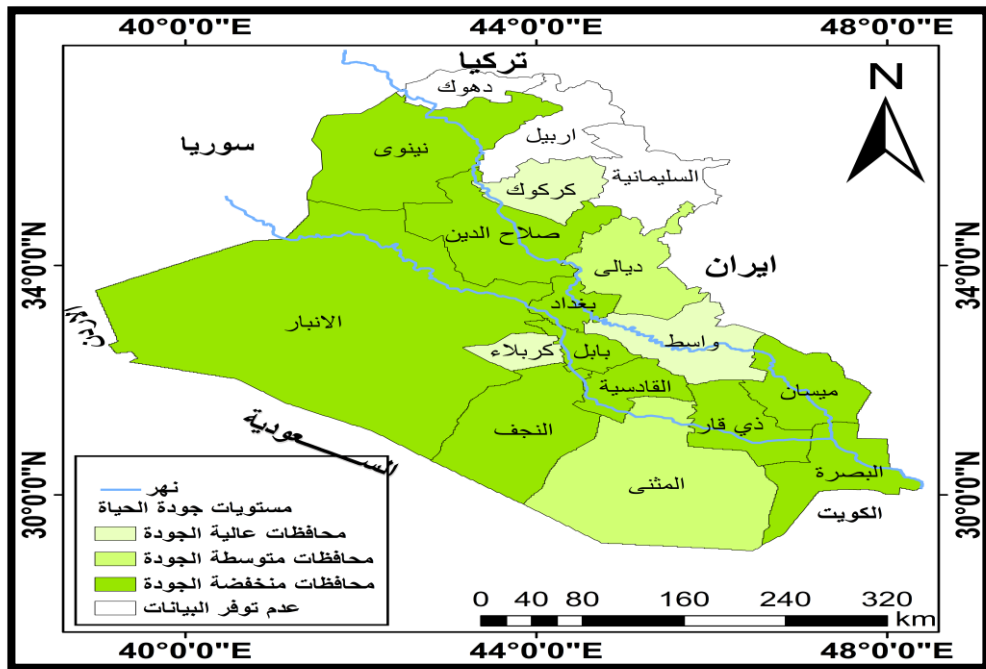 40°0'0"E 44°0'0"E 48°0'0"E
تركيا
N
دهوك
اربيل
سوريا
نينوى
السليمانية
كركوك
صلاح الدين
34°0'0"N
ديالى
ايران
34°0'0"N
بغداد
الانبار
الاردن
واسط
كربلاء
بابل
القادسية
ميسان
النجف
ذي قار
السعودية
البصرة
المثنى
30°0'0"N
الكويت
30°0'0"N
نهر
مستويات جودة الحياة
محافظات عالية الجودة
محافظات متوسطة الجودة
محافظات منخفضة الجودة
عدم توفر البيانات
0 40 80 160 240 320
km
40°0'0"E 44°0'0"E 48°0'0"E